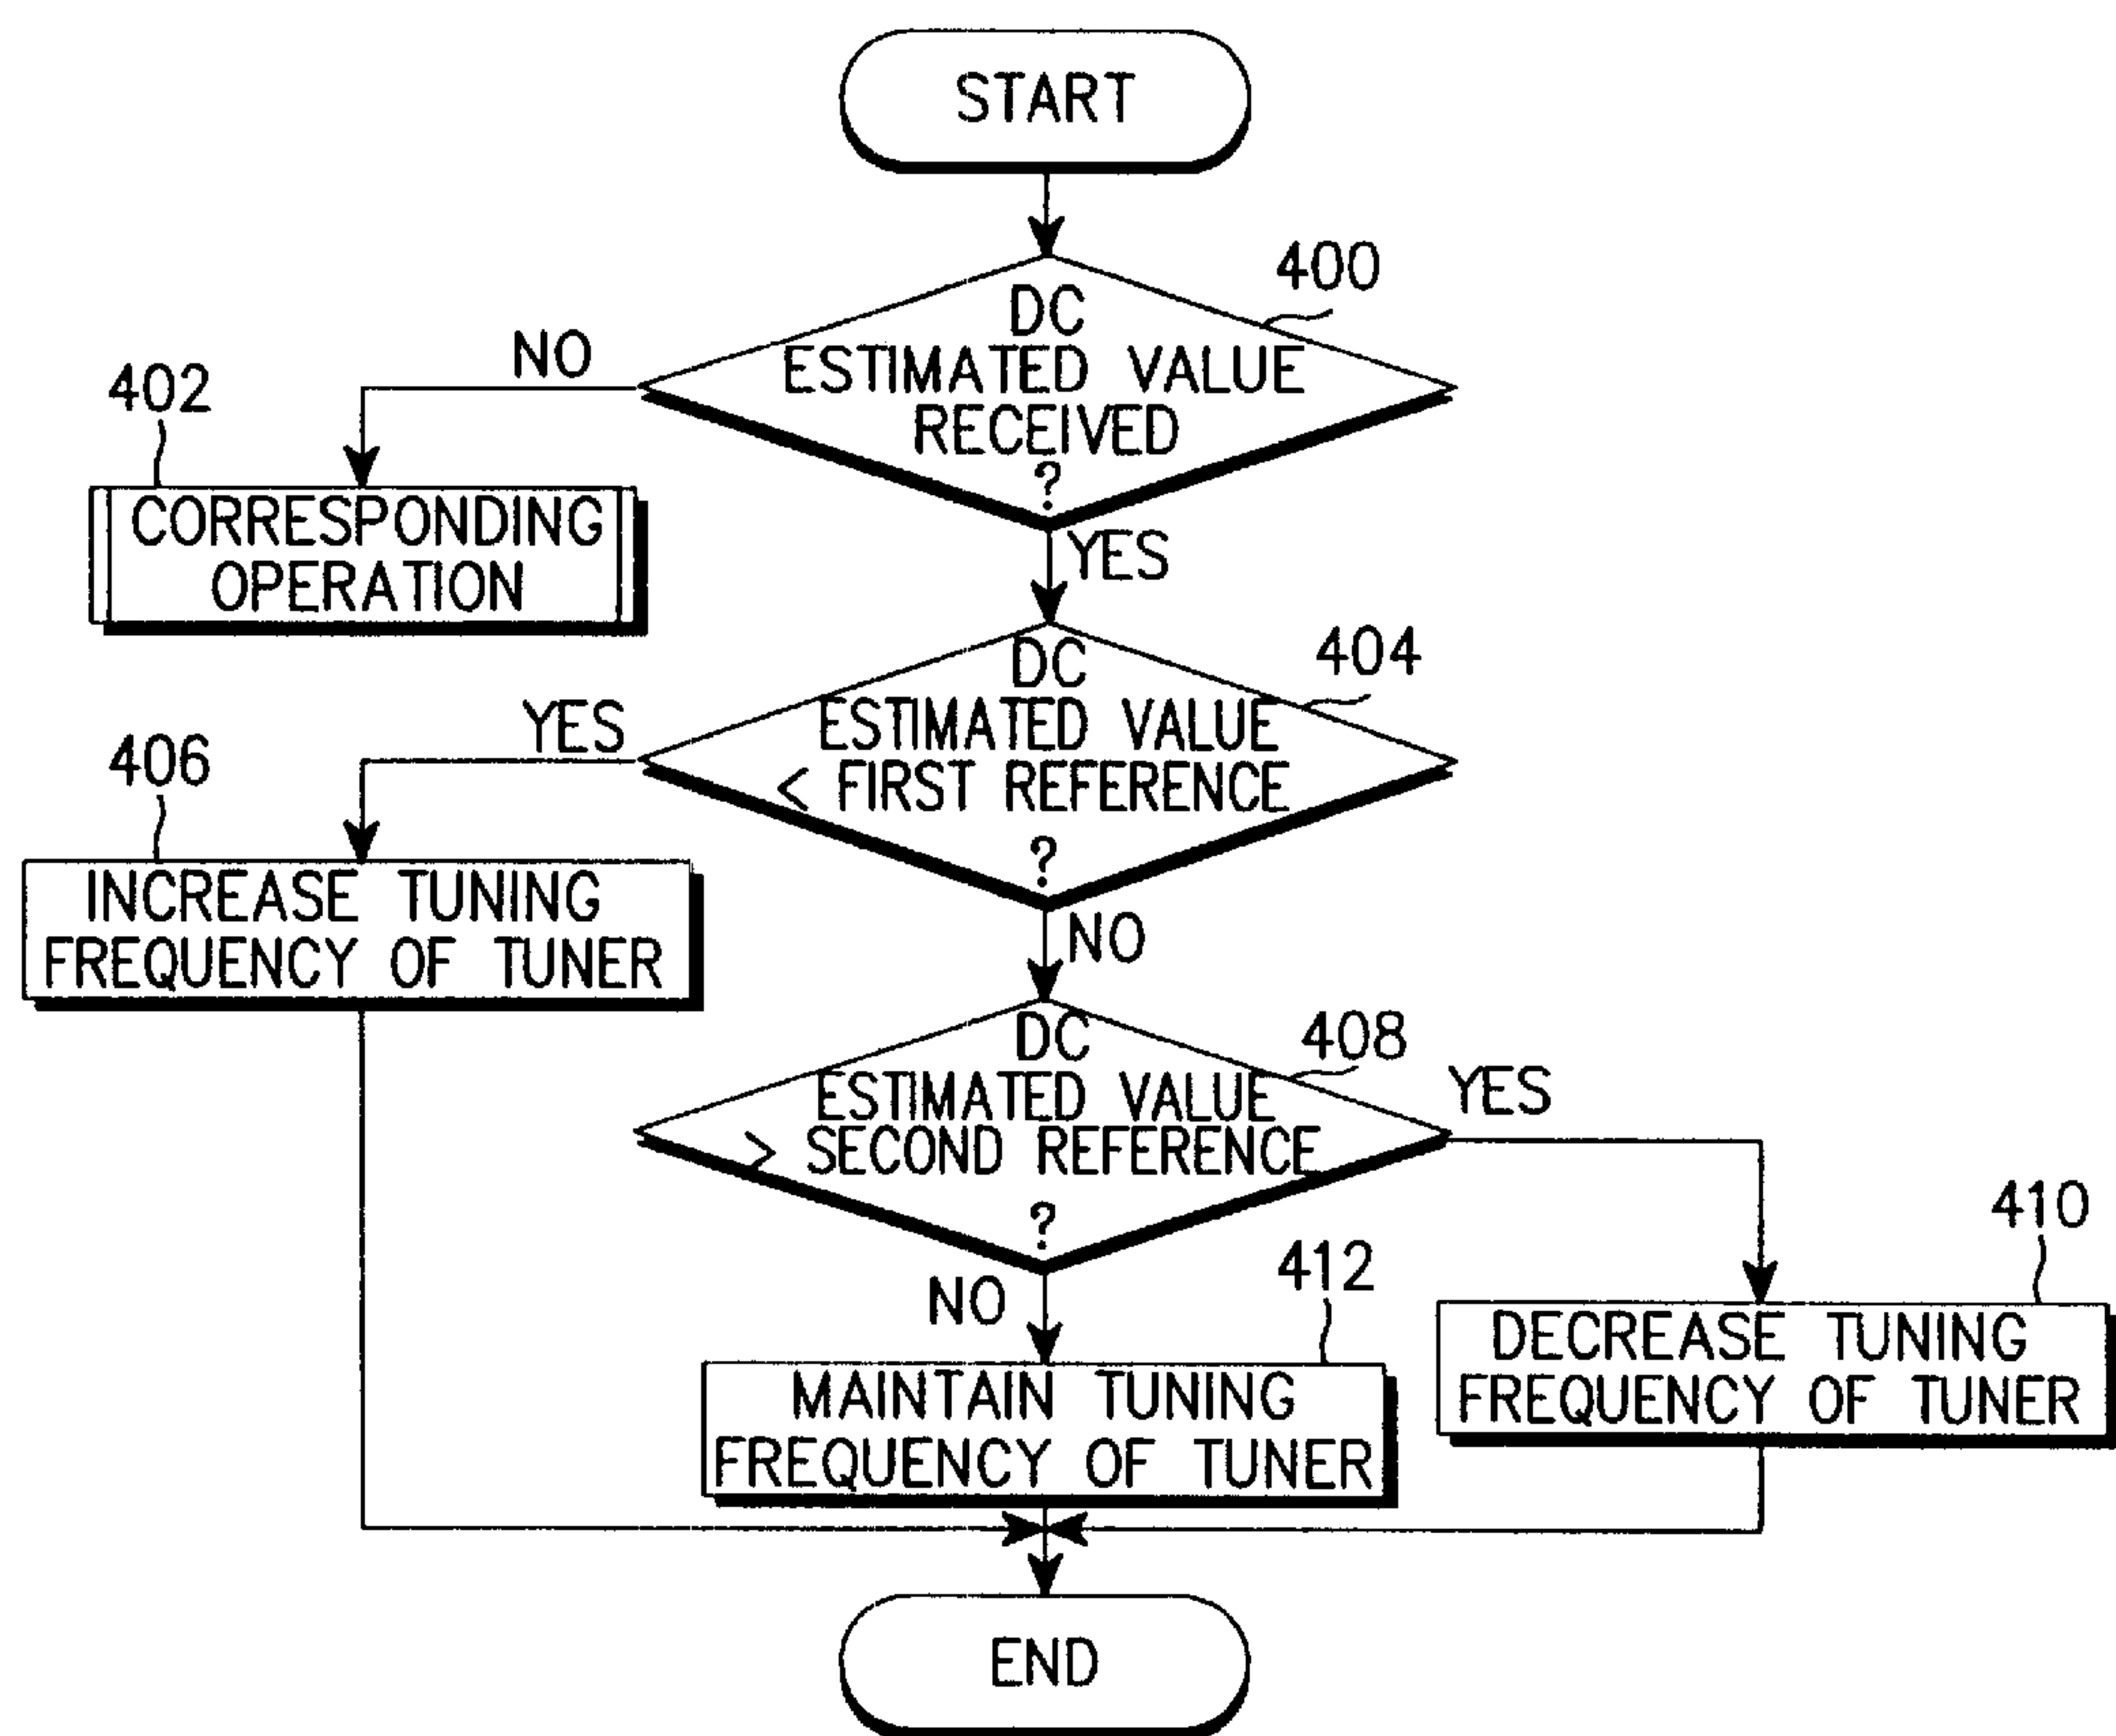 START
400
DC
ESTIMATED VALUE
RECEIVED
?
NO
402
CORRESPONDING
OPERATION
YES
404
DC
ESTIMATED VALUE
< FIRST REFERENCE
?
YES
406
INCREASE TUNING
FREQUENCY OF TUNER
NO
408
DC
ESTIMATED VALUE
> SECOND REFERENCE
?
YES
410
DECREASE TUNING
FREQUENCY OF TUNER
NO
412
MAINTAIN TUNING
FREQUENCY OF TUNER
END